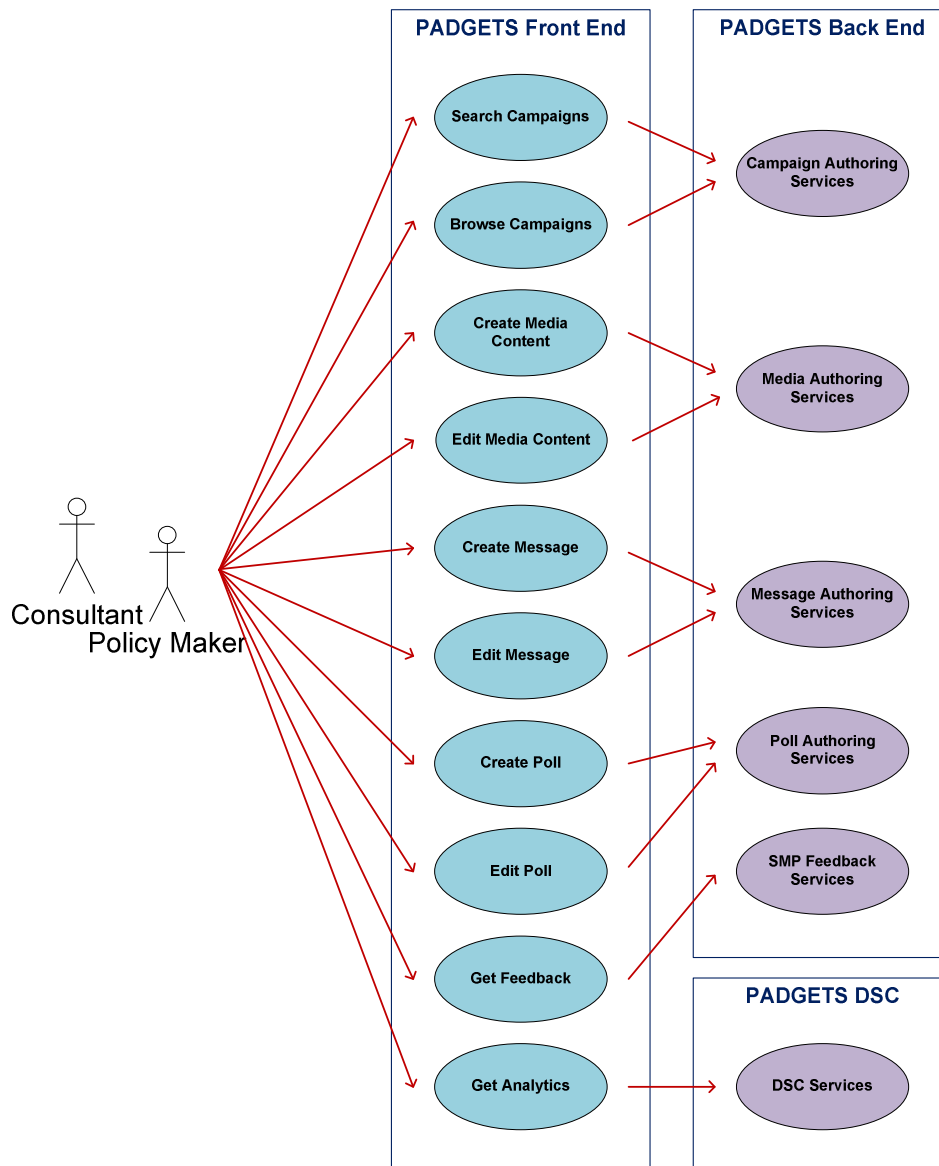 PADGETS Front End
PADGETS Back End
Search Campaigns
Campaign Authoring
Services
Browse Campaigns
Create Media
Content
Media Authoring
Services
Edit Media Content
Create Message
Message Authoring
Services
Consultant
Policy Maker
Edit Message
Create Poll
Poll Authoring
Services
Edit Poll
SMP Feedback
Services
Get Feedback
PADGETS DSC
Get Analytics
DSC Services